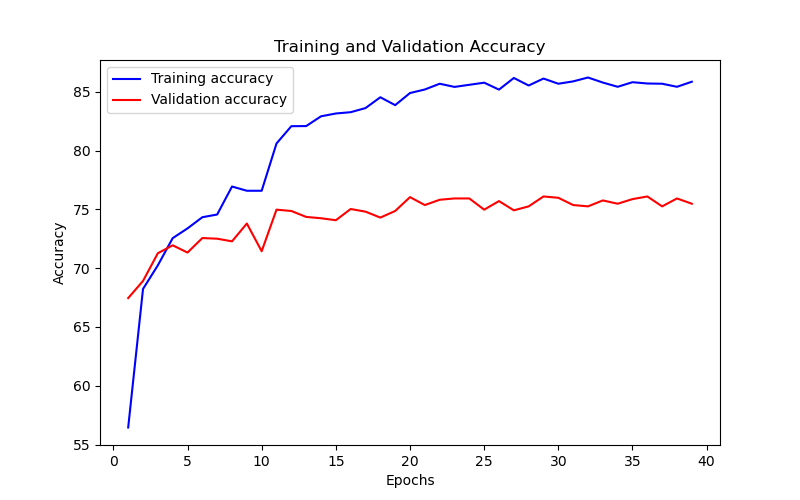 Training and Validation Accuracy
Training accuracy
Validation accuracy
85
80
75
70
65
60
55
Accuracy
0 5 10 15 20 25 30 35 40
Epochs